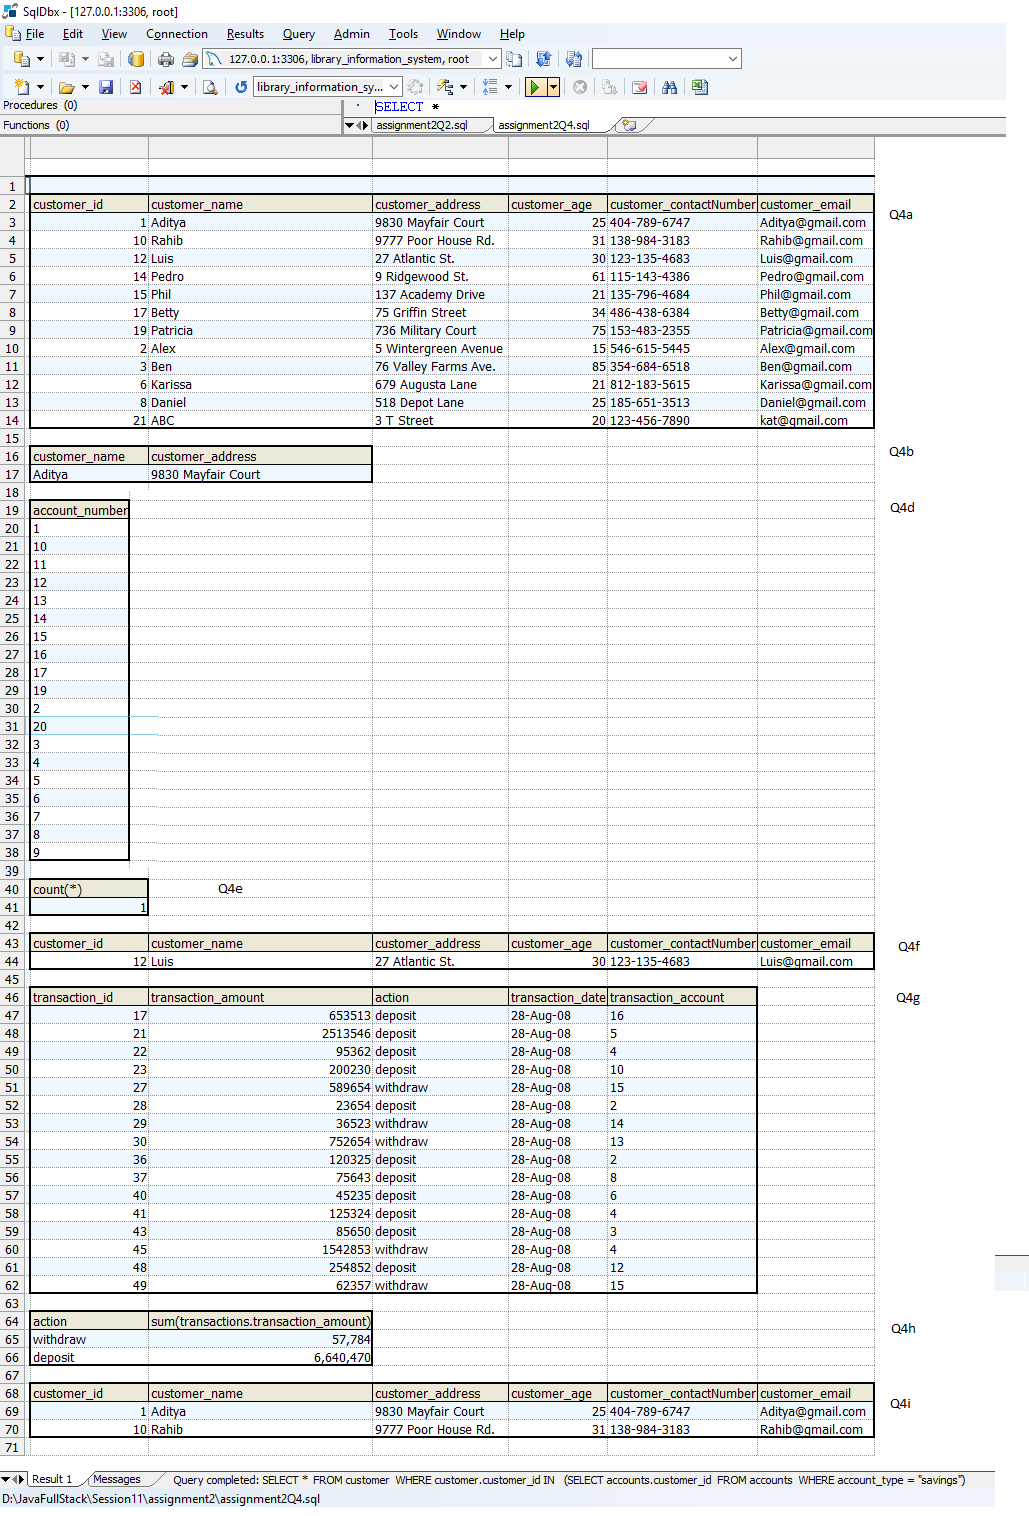 SqlDbx - [127.0.0.1:3306, root]
File Edit View Connection Results Query Admin Tools Window Help
127.0.0.1:3306, library_information_system, root
library_information_sy...
Procedures (0) SELECT *
Functions (0) assignment2Q2.sql assignment2Q4.sql
1
2 customer_id customer_name customer_address customer_age customer_contactNumber customer_email Q4a
3 1 Aditya 9830 Mayfair Court 25 404-789-6747 Aditya@gmail.com
4 10 Rahib 9777 Poor House Rd. 31 138-984-3183 Rahib@gmail.com
5 12 Luis 27 Atlantic St. 30 123-135-4683 Luis@gmail.com
6 14 Pedro 9 Ridgewood St. 61 115-143-4386 Pedro@gmail.com
7 15 Phil 137 Academy Drive 21 135-796-4684 Phil@gmail.com
8 17 Betty 75 Griffin Street 34 486-438-6384 Betty@gmail.com
9 19 Patricia 736 Military Court 75 153-483-2355 Patricia@gmail.com
10 2 Alex 5 Wintergreen Avenue 15 546-615-5445 Alex@gmail.com
11 3 Ben 76 Valley Farms Ave. 85 354-684-6518 Ben@gmail.com
12 6 Karissa 679 Augusta Lane 21 812-183-5615 Karissa@gmail.com
13 8 Daniel 518 Depot Lane 25 185-651-3513 Daniel@gmail.com
14 21 ABC 3 T Street 20 123-456-7890 kat@gmail.com
15
16 customer_name customer_address Q4b
17 Aditya 9830 Mayfair Court
18
19 account_number Q4d
20 1
21 10
22 11
23 12
24 13
25 14
26 15
27 16
28 17
29 19
30 2
31 20
32 3
33 4
34 5
35 6
36 7
37 8
38 9
39
40 count(*) Q4e
41 1
42
43 customer_id customer_name customer_address customer_age customer_contactNumber customer_email Q4f
44 12 Luis 27 Atlantic St. 30 123-135-4683 Luis@gmail.com
45
46 transaction_id transaction_amount action transaction_date transaction_account Q4g
47 17 653513 deposit 28-Aug-08 16
48 21 2513546 deposit 28-Aug-08 5
49 22 95362 deposit 28-Aug-08 4
50 23 200230 deposit 28-Aug-08 10
51 27 589654 withdraw 28-Aug-08 15
52 28 23654 deposit 28-Aug-08 2
53 29 36523 withdraw 28-Aug-08 14
54 30 752654 withdraw 28-Aug-08 13
55 36 120325 deposit 28-Aug-08 2
56 37 75643 deposit 28-Aug-08 8
57 40 45235 deposit 28-Aug-08 6
58 41 125324 deposit 28-Aug-08 4
59 43 85650 deposit 28-Aug-08 3
60 45 1542853 withdraw 28-Aug-08 4
61 48 254852 deposit 28-Aug-08 12
62 49 62357 withdraw 28-Aug-08 15
63
64 action sum(transactions.transaction_amount) Q4h
65 withdraw 57,784
66 deposit 6,640,470
67
68 customer_id customer_name customer_address customer_age customer_contactNumber customer_email Q4i
69 1 Aditya 9830 Mayfair Court 25 404-789-6747 Aditya@gmail.com
70 10 Rahib 9777 Poor House Rd. 31 138-984-3183 Rahib@gmail.com
71
Result 1 Messages Query completed: SELECT * FROM customer WHERE customer.customer_id IN (SELECT accounts.customer_id FROM accounts WHERE account_type = "savings")
D:\JavaFullStack\Session11\assignment2\assignment2Q4.sql